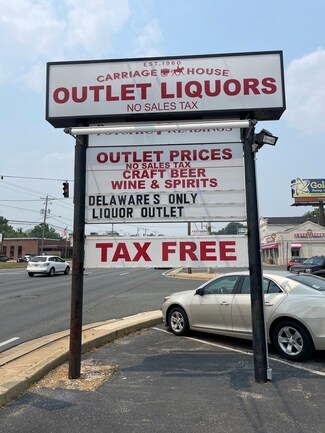 EST. 1960
CARRIAGE HOUSE
OUTLET LIQUORS
NO SALES TAX
OUTLET PRICES
NO SALES TAX
CRAFT BEER
WINE & SPIRITS
DELAWARE'S ONLY
LIQUOR OUTLET
TAX FREE